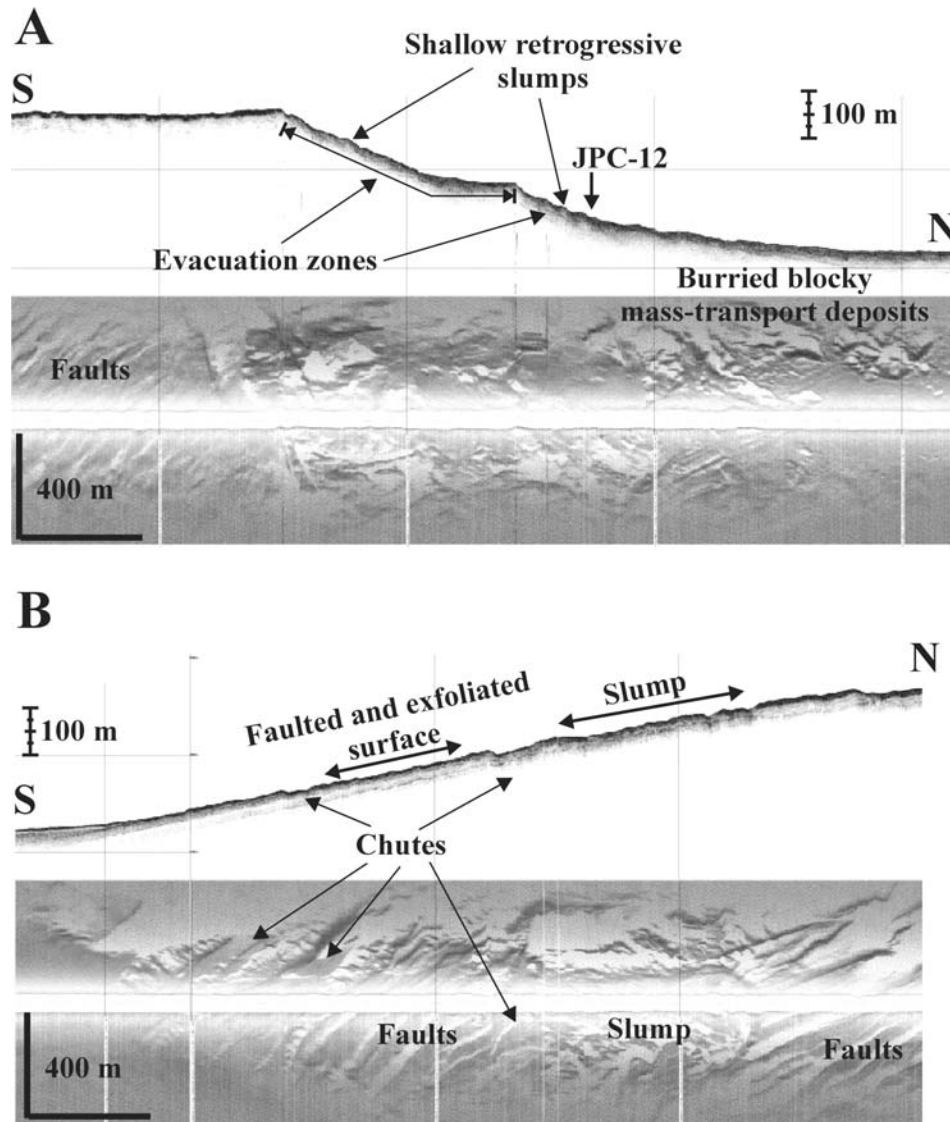 A
Shallow retrogressive
slumps
S
100 m
JPC-12
N
Evacuation zones
Burried blocky
mass-transport deposits
Faults
400 m
B
N
Slump
100 m
Faulted and exfoliated
surface
S
Chutes
Faults
Slump
Faults
400 m